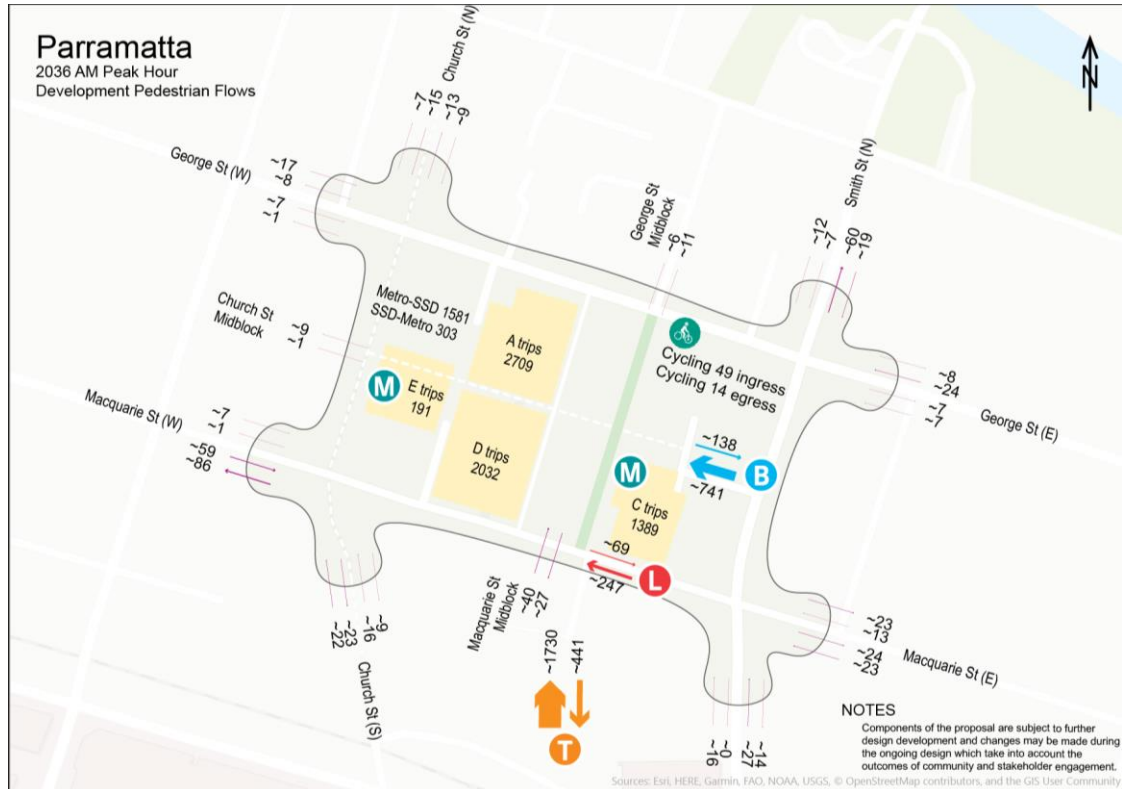 Parramatta
2036 AM Peak Hour
Development Pedestrian Flows
Church St (N)
~7
~15
~13
~9
N
George St (W)
~17
~8
~7
~1
George St
Midblock
~6
~11
Smith St (N)
~12
~7
~60
~19
Church St
Midblock
~9
~1
Metro-SSD 1581
SSD-Metro 303
A trips
2709
Cycling 49 ingress
Cycling 14 egress
~8
~24
~7
~7
George St (E)
M
E trips
191
Macquarie St (W)
~7
~1
~59
~86
D trips
2032
M
C trips
1389
~138
B
~741
~69
L
~247
Macquarie St
Midblock
~40
~27
~22
~23
~16
~9
Church St (S)
~1730
~441
T
~23
~13
~24
~23
Macquarie St (E)
~16
~0
~27
~14
NOTES
Components of the proposal are subject to further
design development and changes may be made during
the ongoing design which take into account the
outcomes of community and stakeholder engagement.
Sources: Esri, HERE, Garmin, FAO, NOAA, USGS, © OpenStreetMap contributors, and the GIS User Community